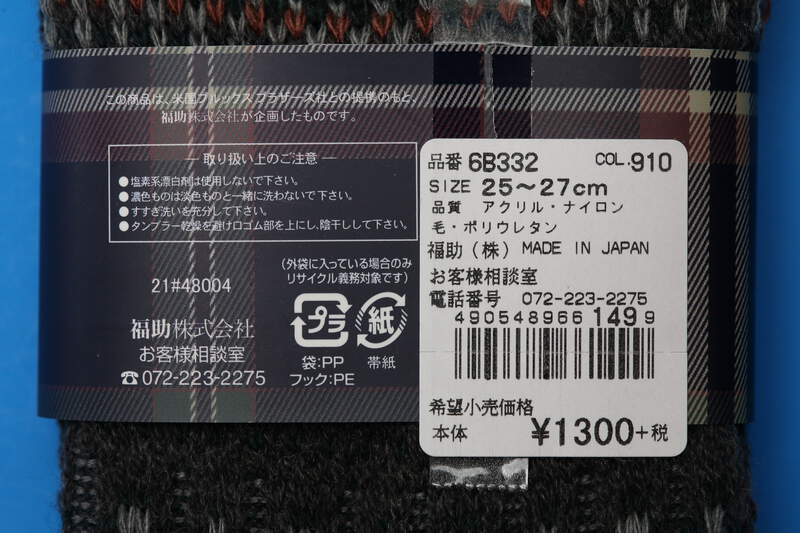 この商品は、米国ブルックス ブラザーズ社との提携のもと、
福助株式会社が企画したものです。
取り扱い上のご注意
●塩素系漂白剤は使用しないで下さい。
●濃色ものは淡色ものと一緒に洗わないで下さい。
●すすぎ洗いを充分して下さい。
●タンブラー乾燥を避け口ゴム部を上にし、陰干しして下さい。
(外袋に入っている場合のみ
リサイクル義務対象です)
21#48004
プラ 紙
袋:PP 帯紙
フック:PE
福助株式会社
お客様相談室
☎072-223-2275
品番 6B332 COL.910
SIZE 25～27cm
品質 アクリル・ナイロン
毛・ポリウレタン
福助(株) MADE IN JAPAN
お客様相談室
電話番号 072-223-2275
490548966 149 9
希望小売価格
本体 ¥1300+税